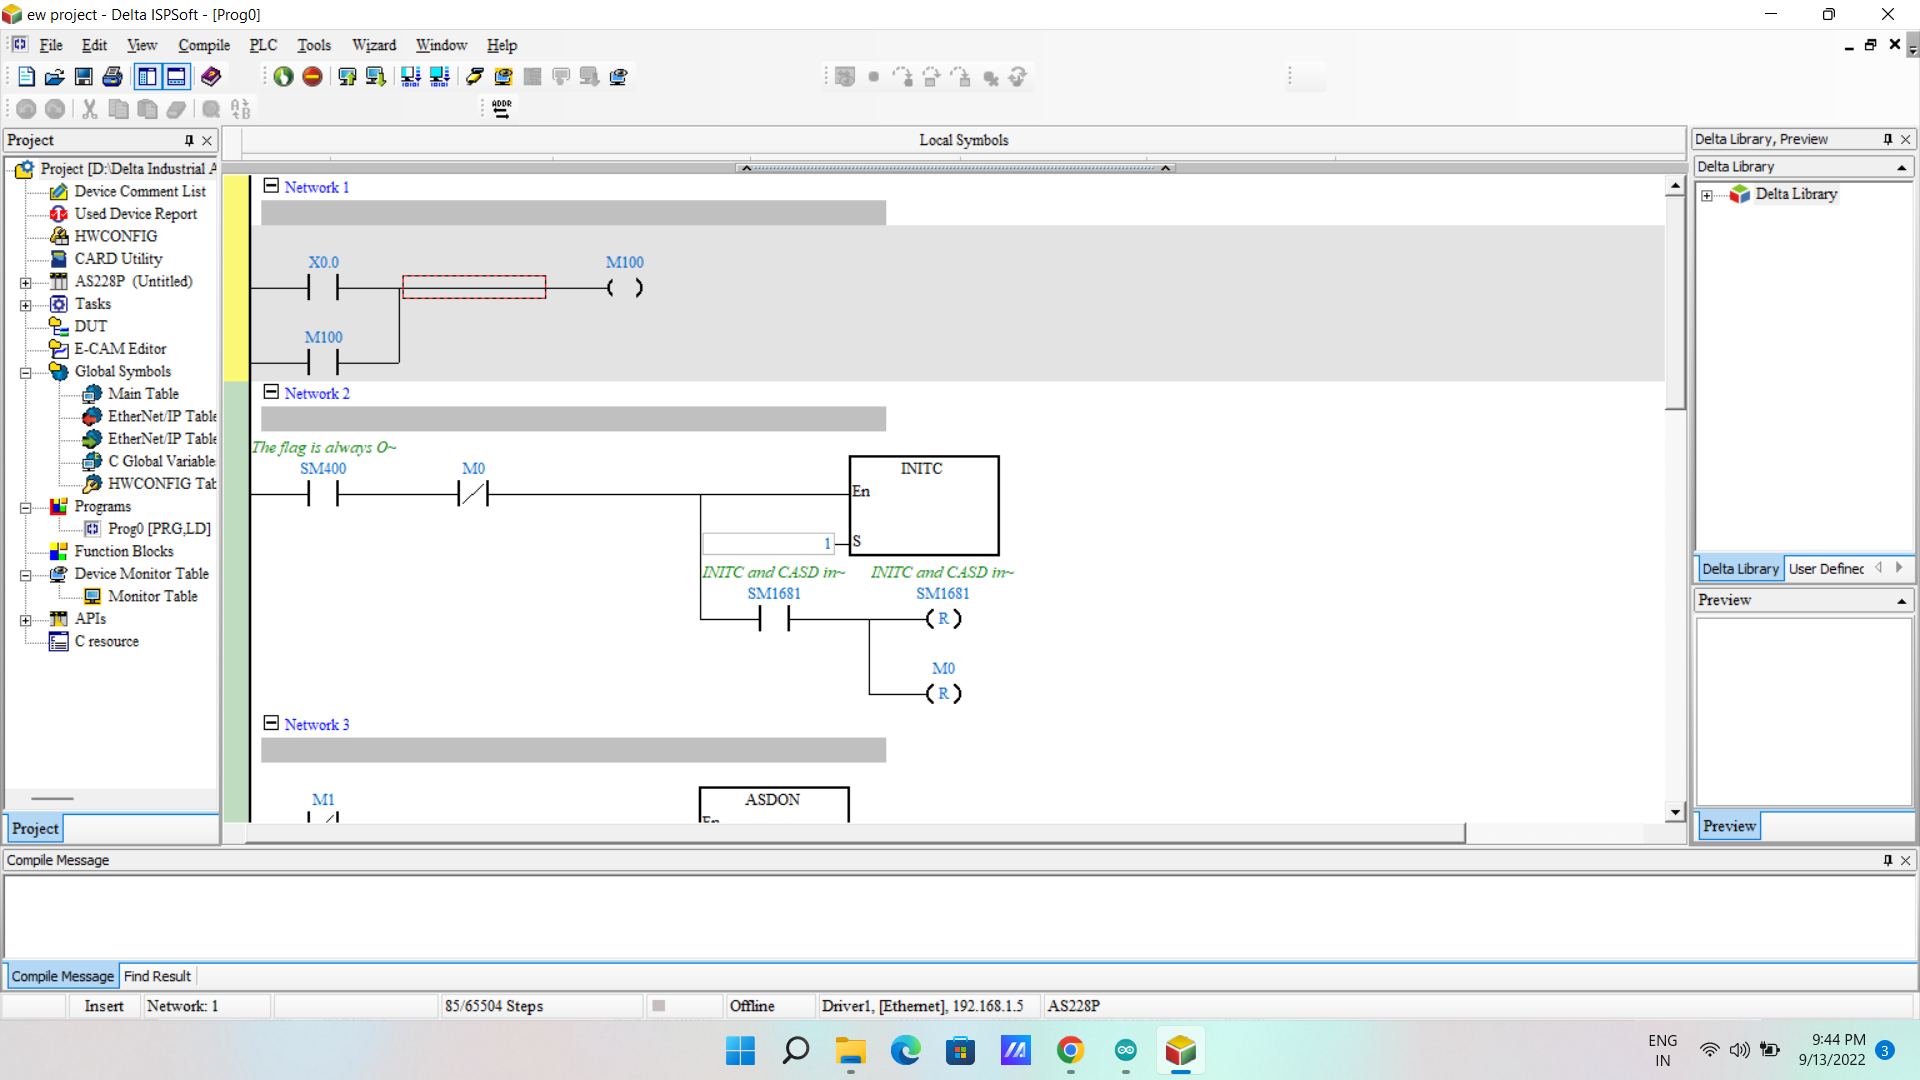 ew project - Delta ISPSoft - [Prog0]
File Edit View Compile PLC Tools Wizard Window Help
ADDR
Project
Local Symbols
Delta Library, Preview
Project [D:\Delta Industrial A
Device Comment List
Used Device Report
HWCONFIG
CARD Utility
AS228P (Untitled)
Tasks
DUT
E-CAM Editor
Global Symbols
Main Table
EtherNet/IP Table
EtherNet/IP Table
C Global Variable
HWCONFIG Tab
Programs
Prog0 [PRG,LD]
Function Blocks
Device Monitor Table
Monitor Table
APIs
C resource
Project
Network 1
X0.0
M100
M100
Network 2
The flag is always O~
SM400
M0
INITC
En
1
S
INITC and CASD in~
INITC and CASD in~
SM1681
SM1681
R
M0
R
Network 3
M1
ASDON
En
Delta Library
Delta Library
Delta Library
User Definec
Preview
Preview
Compile Message
Compile Message
Find Result
Insert
Network: 1
85/65504 Steps
Offline
Driver1, [Ethernet], 192.168.1.5
AS228P
ENG
IN
9:44 PM
9/13/2022
3